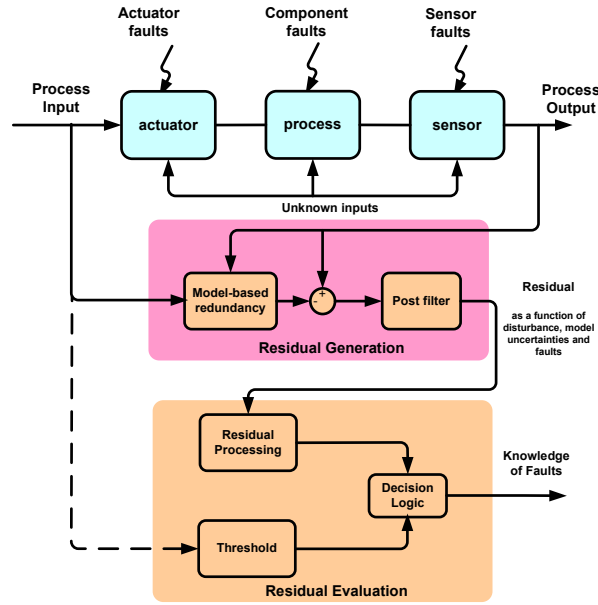 Actuator
faults
Component
faults
Sensor
faults
Process
Input
Process
Output
actuator
process
sensor
Unknown inputs
Model-based
redundancy
-
+
Post filter
Residual Generation
Residual
as a function of
disturbance, model
uncertainties and
faults
Residual
Processing
Decision
Logic
Knowledge
of Faults
Threshold
Residual Evaluation